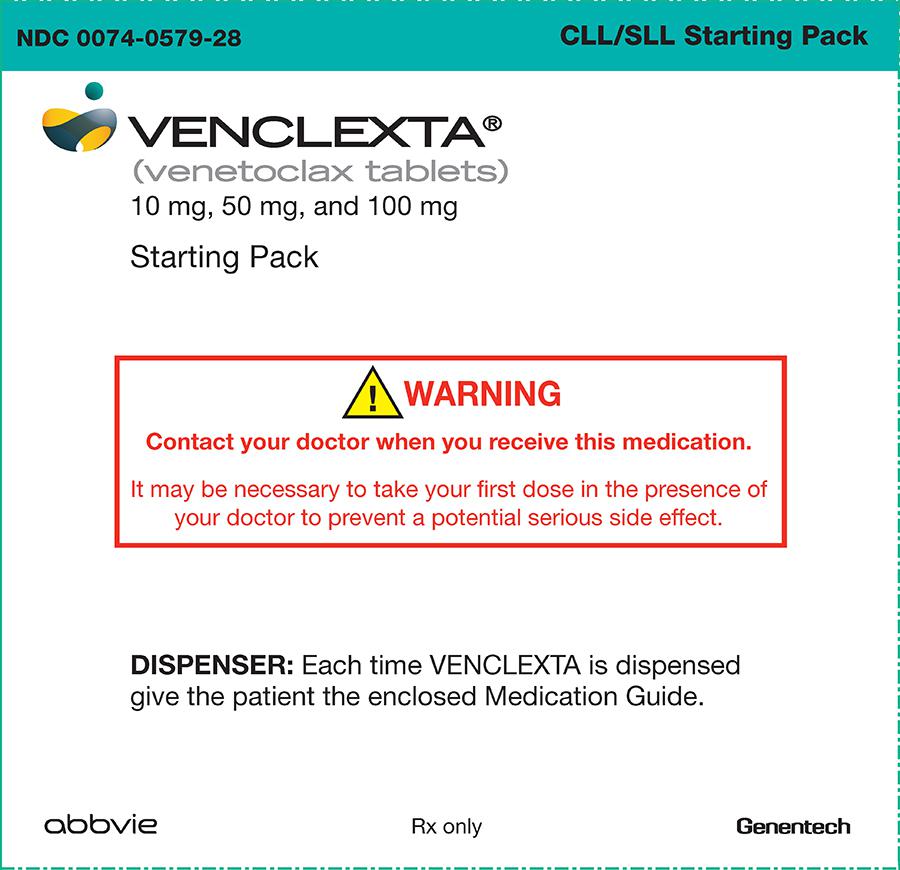 NDC 0074-0579-28
CLL/SLL Starting Pack
VENCLEXTA®
(venetoclax tablets)
10 mg, 50 mg, and 100 mg
Starting Pack
! WARNING
Contact your doctor when you receive this medication.
It may be necessary to take your first dose in the presence of
your doctor to prevent a potential serious side effect.
DISPENSER: Each time VENCLEXTA is dispensed
give the patient the enclosed Medication Guide.
abbvie
Rx only
Genentech